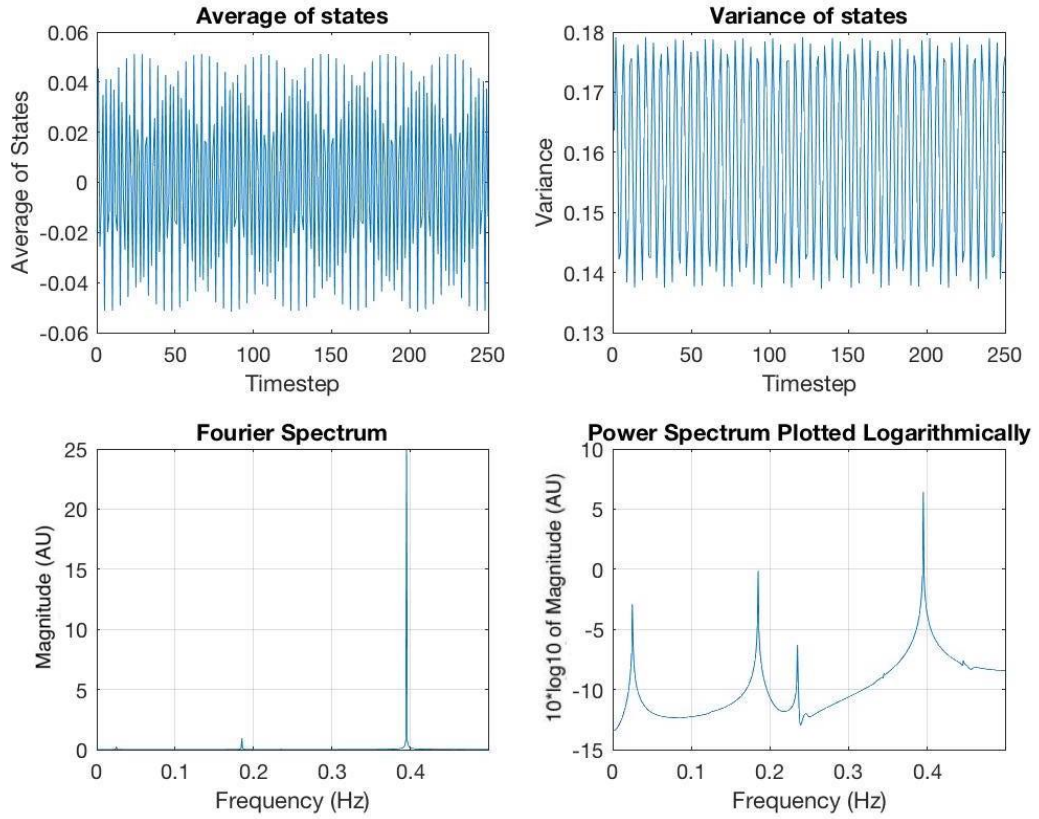 Average of states
0.06
0.04
0.02
0
-0.02
-0.04
-0.06
Average of States
0 50 100 150 200 250
Timestep
Variance of states
0.18
0.17
0.16
0.15
0.14
0.13
Variance
0 50 100 150 200 250
Timestep
Fourier Spectrum
25
20
15
10
5
0
Magnitude (AU)
0 0.1 0.2 0.3 0.4
Frequency (Hz)
Power Spectrum Plotted Logarithmically
10
5
0
-5
-10
-15
10*log10 of Magnitude (AU)
0 0.1 0.2 0.3 0.4
Frequency (Hz)